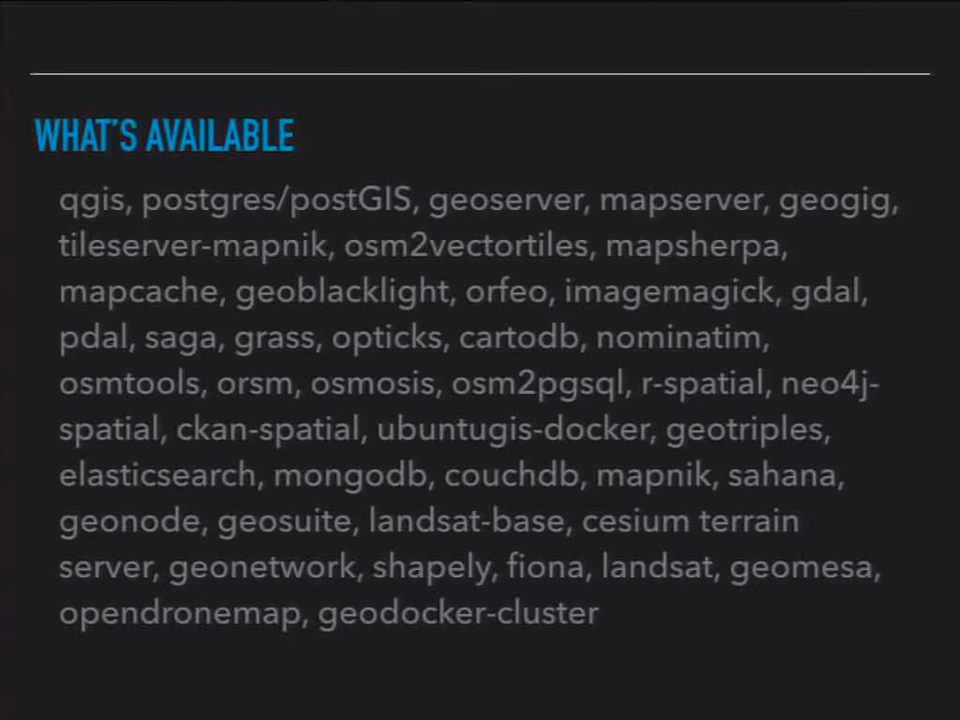 WHAT'S AVAILABLE
qgis, postgres/postGIS, geoserver, mapserver, geogig,
tileserver-mapnik, osm2vectortiles, mapsherpa,
mapcache, geoblacklight, orfeo, imagemagick, gdal,
pdal, saga, grass, opticks, cartodb, nominatim,
osmtools, orsm, osmosis, osm2pgsql, r-spatial, neo4j-
spatial, ckan-spatial, ubuntugis-docker, geotriples,
elasticsearch, mongodb, couchdb, mapnik, sahana,
geonode, geosuite, landsat-base, cesium terrain
server, geonetwork, shapely, fiona, landsat, geomesa,
opendronemap, geodocker-cluster